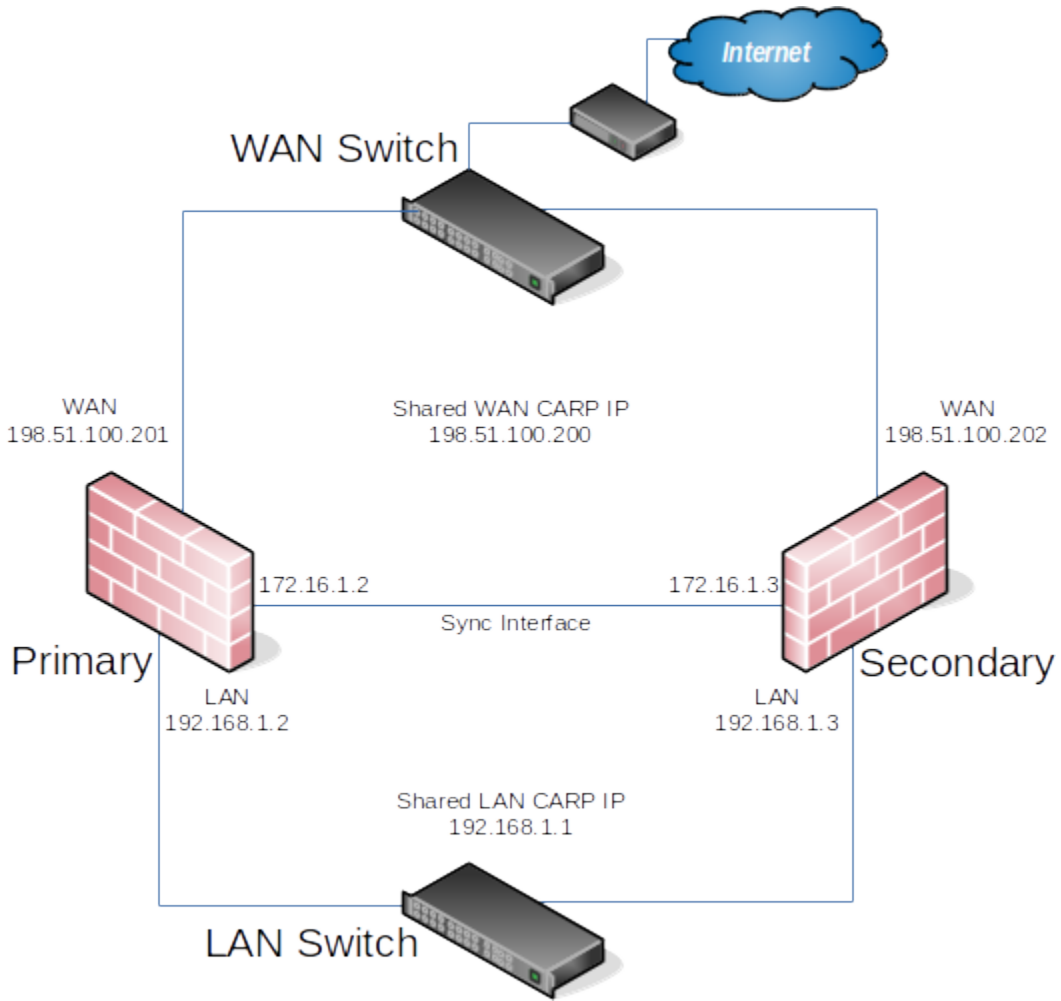 Internet
WAN Switch
WAN
198.51.100.201
Shared WAN CARP IP
198.51.100.200
WAN
198.51.100.202
172.16.1.2
172.16.1.3
Sync Interface
Primary
Secondary
LAN
192.168.1.2
LAN
192.168.1.3
Shared LAN CARP IP
192.168.1.1
LAN Switch